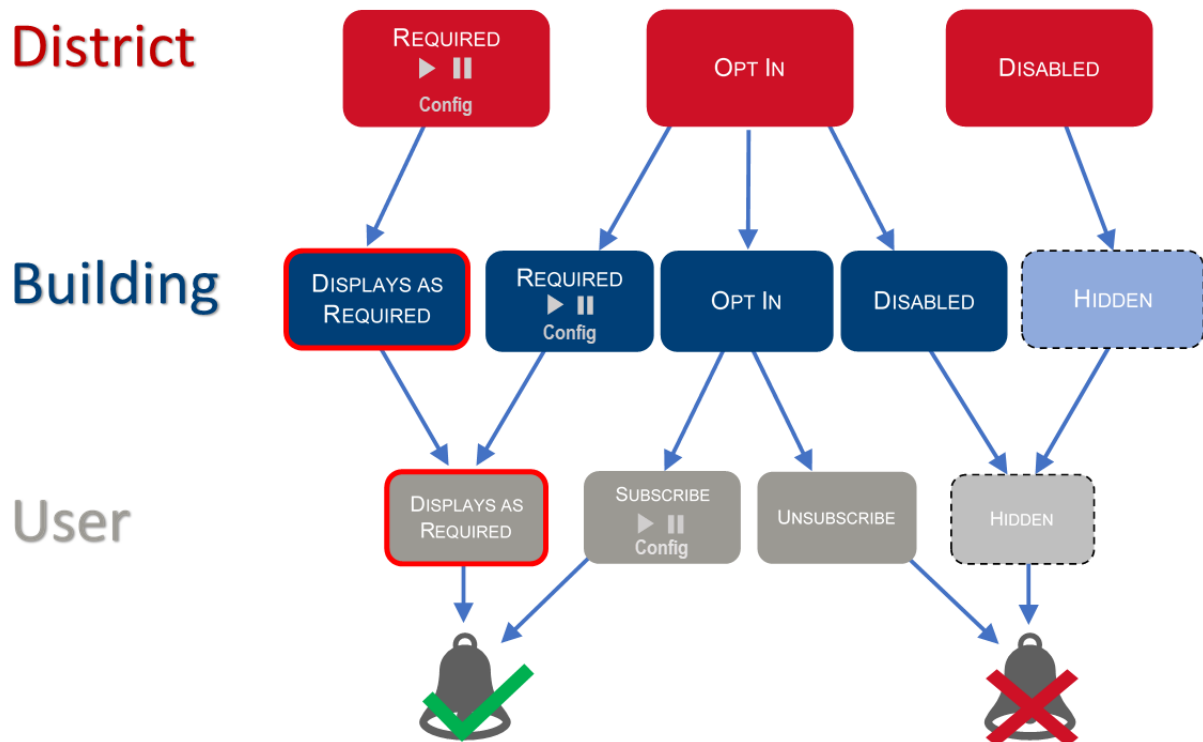 District
REQUIRED
Config
OPT IN
DISABLED
Building
DISPLAYS AS
REQUIRED
REQUIRED
Config
OPT IN
DISABLED
HIDDEN
User
DISPLAYS AS
REQUIRED
SUBSCRIBE
Config
UNSUBSCRIBE
HIDDEN